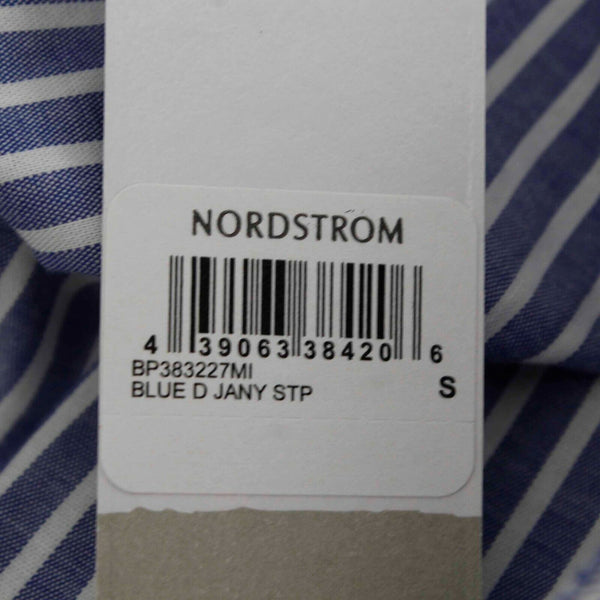 NORDSTROM
4 39063 38420 6
BP383227MI
BLUE D JANY STP S